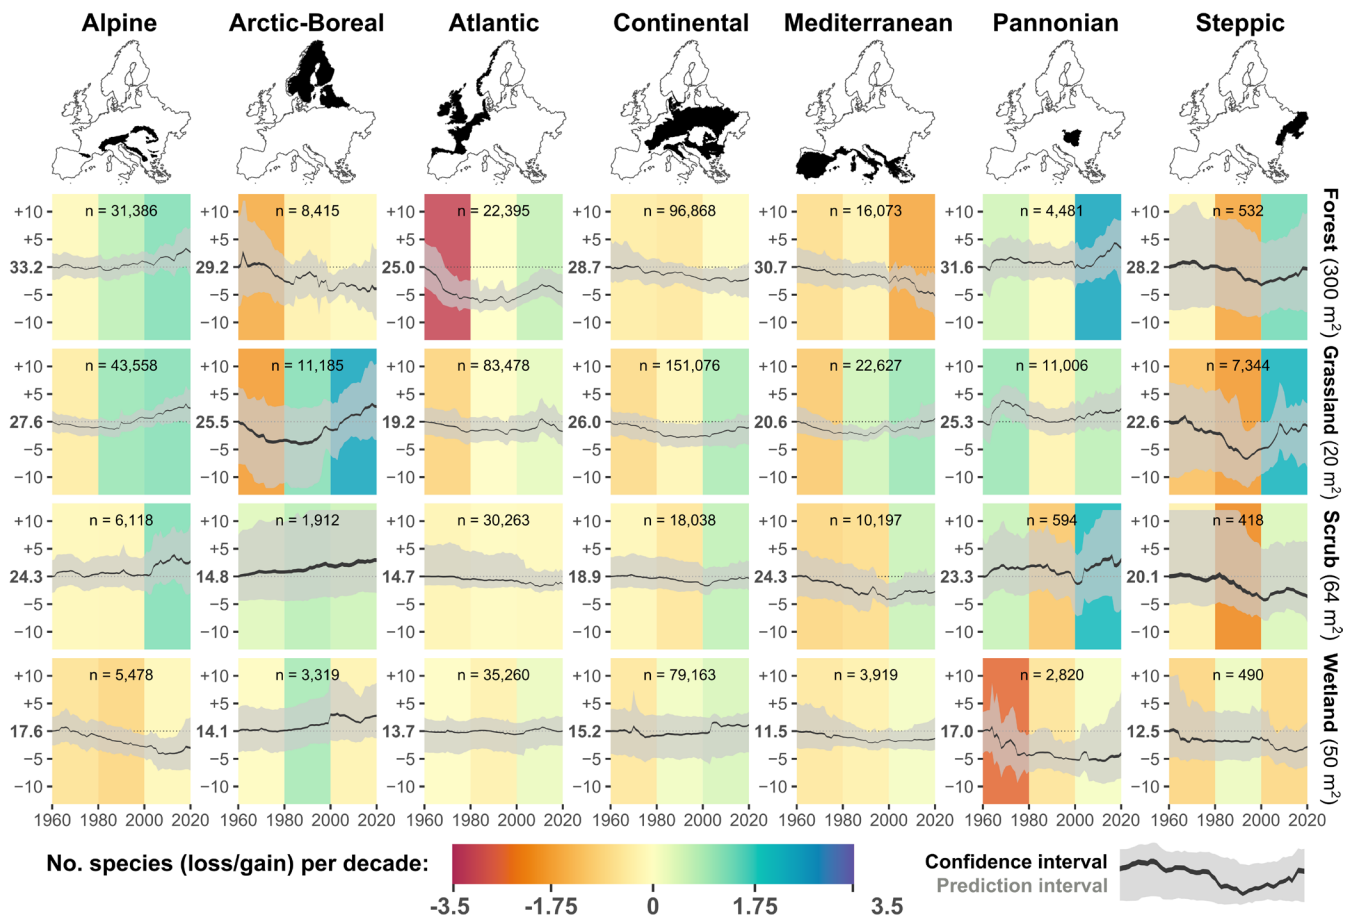 Alpine Arctic-Boreal Atlantic Continental Mediterranean Pannonian Steppic
+10 n = 31,386 +10 n = 8,415 +10 n = 22,395 +10 n = 96,868 +10 n = 16,073 +10 n = 4,481 +10 n = 532
+5 +5 +5 +5 +5 +5 +5
33.2 29.2 25.0 28.7 30.7 31.6 28.2
−5 −5 −5 −5 −5 −5 −5
−10 −10 −10 −10 −10 −10 −10
Forest (300 m²)
+10 n = 43,558 +10 n = 11,185 +10 n = 83,478 +10 n = 151,076 +10 n = 22,627 +10 n = 11,006 +10 n = 7,344
+5 +5 +5 +5 +5 +5 +5
27.6 25.5 19.2 26.0 20.6 25.3 22.6
−5 −5 −5 −5 −5 −5 −5
−10 −10 −10 −10 −10 −10 −10
Grassland (20 m²)
+10 n = 6,118 +10 n = 1,912 +10 n = 30,263 +10 n = 18,038 +10 n = 10,197 +10 n = 594 +10 n = 418
+5 +5 +5 +5 +5 +5 +5
24.3 14.8 14.7 18.9 24.3 23.3 20.1
−5 −5 −5 −5 −5 −5 −5
−10 −10 −10 −10 −10 −10 −10
Scrub (64 m²)
+10 n = 5,478 +10 n = 3,319 +10 n = 35,260 +10 n = 79,163 +10 n = 3,919 +10 n = 2,820 +10 n = 490
+5 +5 +5 +5 +5 +5 +5
17.6 14.1 13.7 15.2 11.5 17.0 12.5
−5 −5 −5 −5 −5 −5 −5
−10 −10 −10 −10 −10 −10 −10
Wetland (50 m²)
1960 1980 2000 2020 1960 1980 2000 2020 1960 1980 2000 2020 1960 1980 2000 2020 1960 1980 2000 2020 1960 1980 2000 2020 1960 1980 2000 2020
No. species (loss/gain) per decade:
-3.5 -1.75 0 1.75 3.5
Confidence interval
Prediction interval